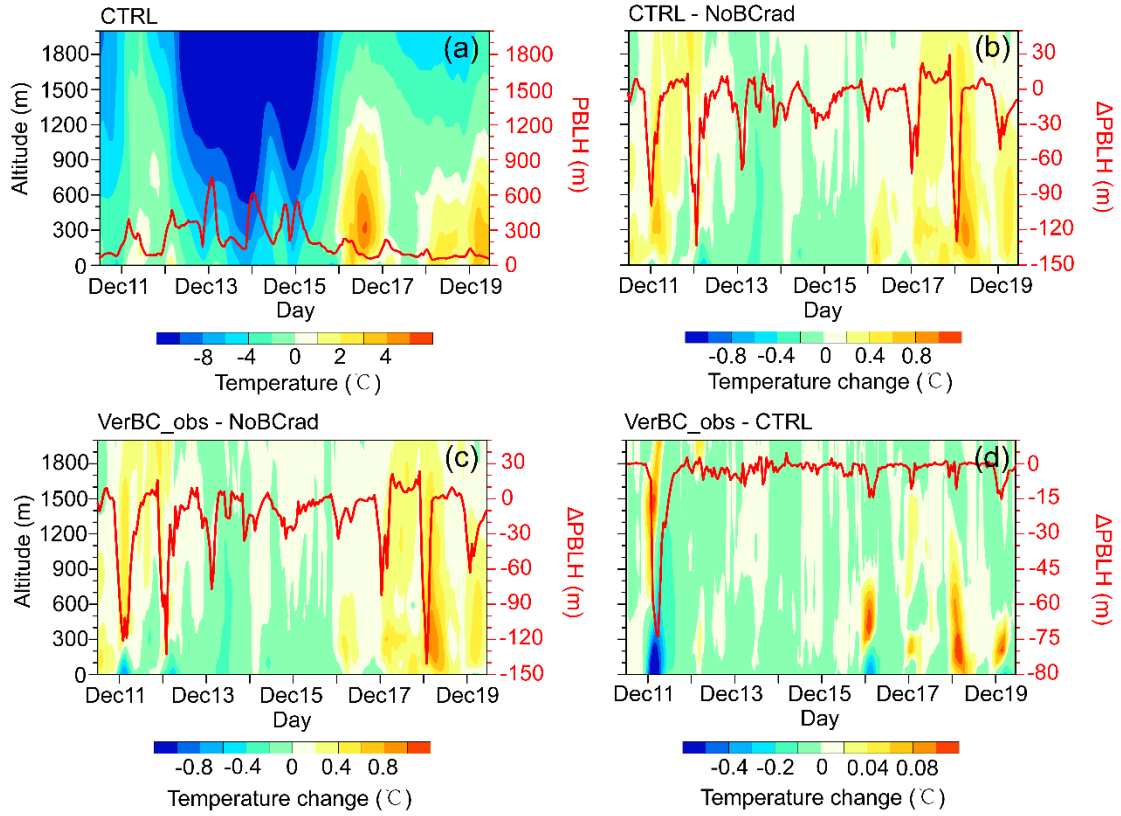 CTRL
(a)
1800
1500
1200
900
600
300
0
Altitude (m)
2000
1800
1500
1200
900
600
300
0
PBLH (m)
Dec11 Dec13 Dec15 Dec17 Dec19
Day
-8 -4 0 2 4
Temperature (℃)
CTRL - NoBCrad
(b)
30
0
-30
-60
-90
-120
-150
ΔPBLH (m)
Dec11 Dec13 Dec15 Dec17 Dec19
Day
-0.8 -0.4 0 0.4 0.8
Temperature change (℃)
VerBC_obs - NoBCrad
(c)
1800
1500
1200
900
600
300
0
Altitude (m)
30
0
-30
-60
-90
-120
-150
ΔPBLH (m)
Dec11 Dec13 Dec15 Dec17 Dec19
Day
-0.8 -0.4 0 0.4 0.8
Temperature change (℃)
VerBC_obs - CTRL
(d)
0
-15
-30
-45
-60
-75
-80
ΔPBLH (m)
Dec11 Dec13 Dec15 Dec17 Dec19
Day
-0.4 -0.2 0 0.04 0.08
Temperature change (℃)